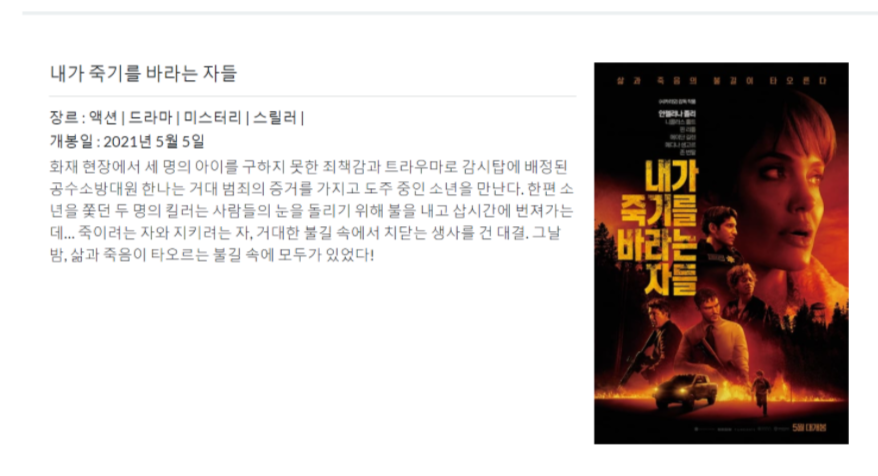 내가 죽기를 바라는 자들
장르 : 액션 | 드라마 | 미스터리 | 스릴러 |
개봉일 : 2021년 5월 5일
화재 현장에서 세 명의 아이를 구하지 못한 죄책감과 트라우마로 감시탑에 배정된
공수소방대원 한나는 거대 범죄의 증거를 가지고 도주 중인 소년을 만난다. 한편 소
년을 쫓던 두 명의 킬러는 사람들의 눈을 돌리기 위해 불을 내고 삽시간에 번져가는
데... 죽이려는 자와 지키려는 자, 거대한 불길 속에서 치닫는 생사를 건 대결. 그날
밤, 삶과 죽음이 타오르는 불길 속에 모두가 있었다!
삶과 죽음의 불길이 타오른다
안젤리나 졸리
니콜라스 홀트
내가
죽기를
바라는
자들
5월 대개봉